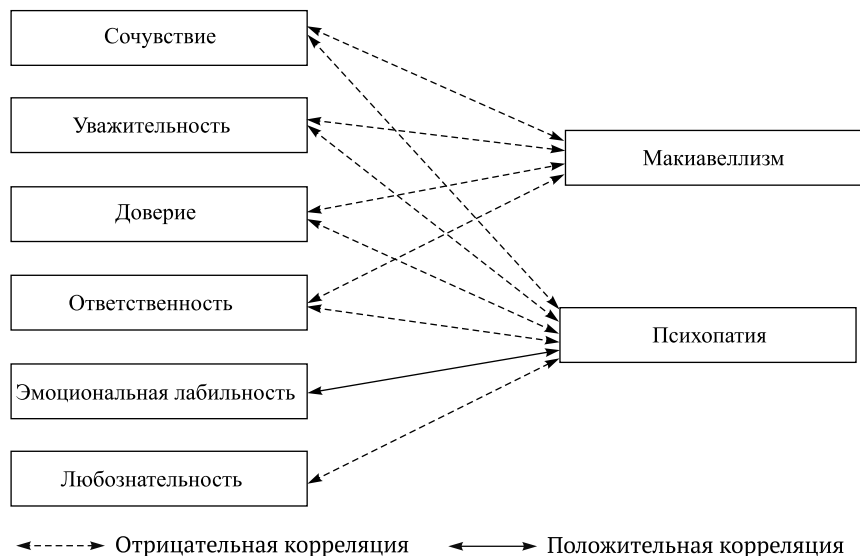 Сочувствие
Уважительность
Доверие
Ответственность
Эмоциональная лабильность
Любознательность
Макиавеллизм
Психопатия
Отрицательная корреляция
Положительная корреляция